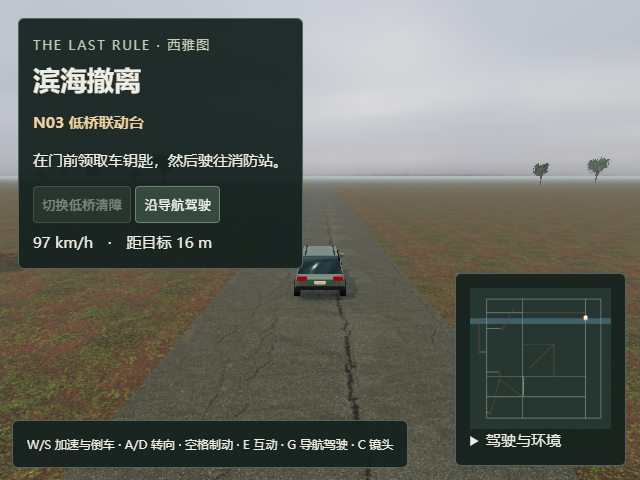 THE LAST RULE · 西雅图
滨海撤离
N03 低桥联动台
在门前领取车钥匙，然后驶往消防站。
切换低桥清障 沿导航驾驶
97 km/h · 距目标 16 m
▶ 驾驶与环境
W/S 加速与倒车 · A/D 转向 · 空格制动 · E 互动 · G 导航驾驶 · C 镜头